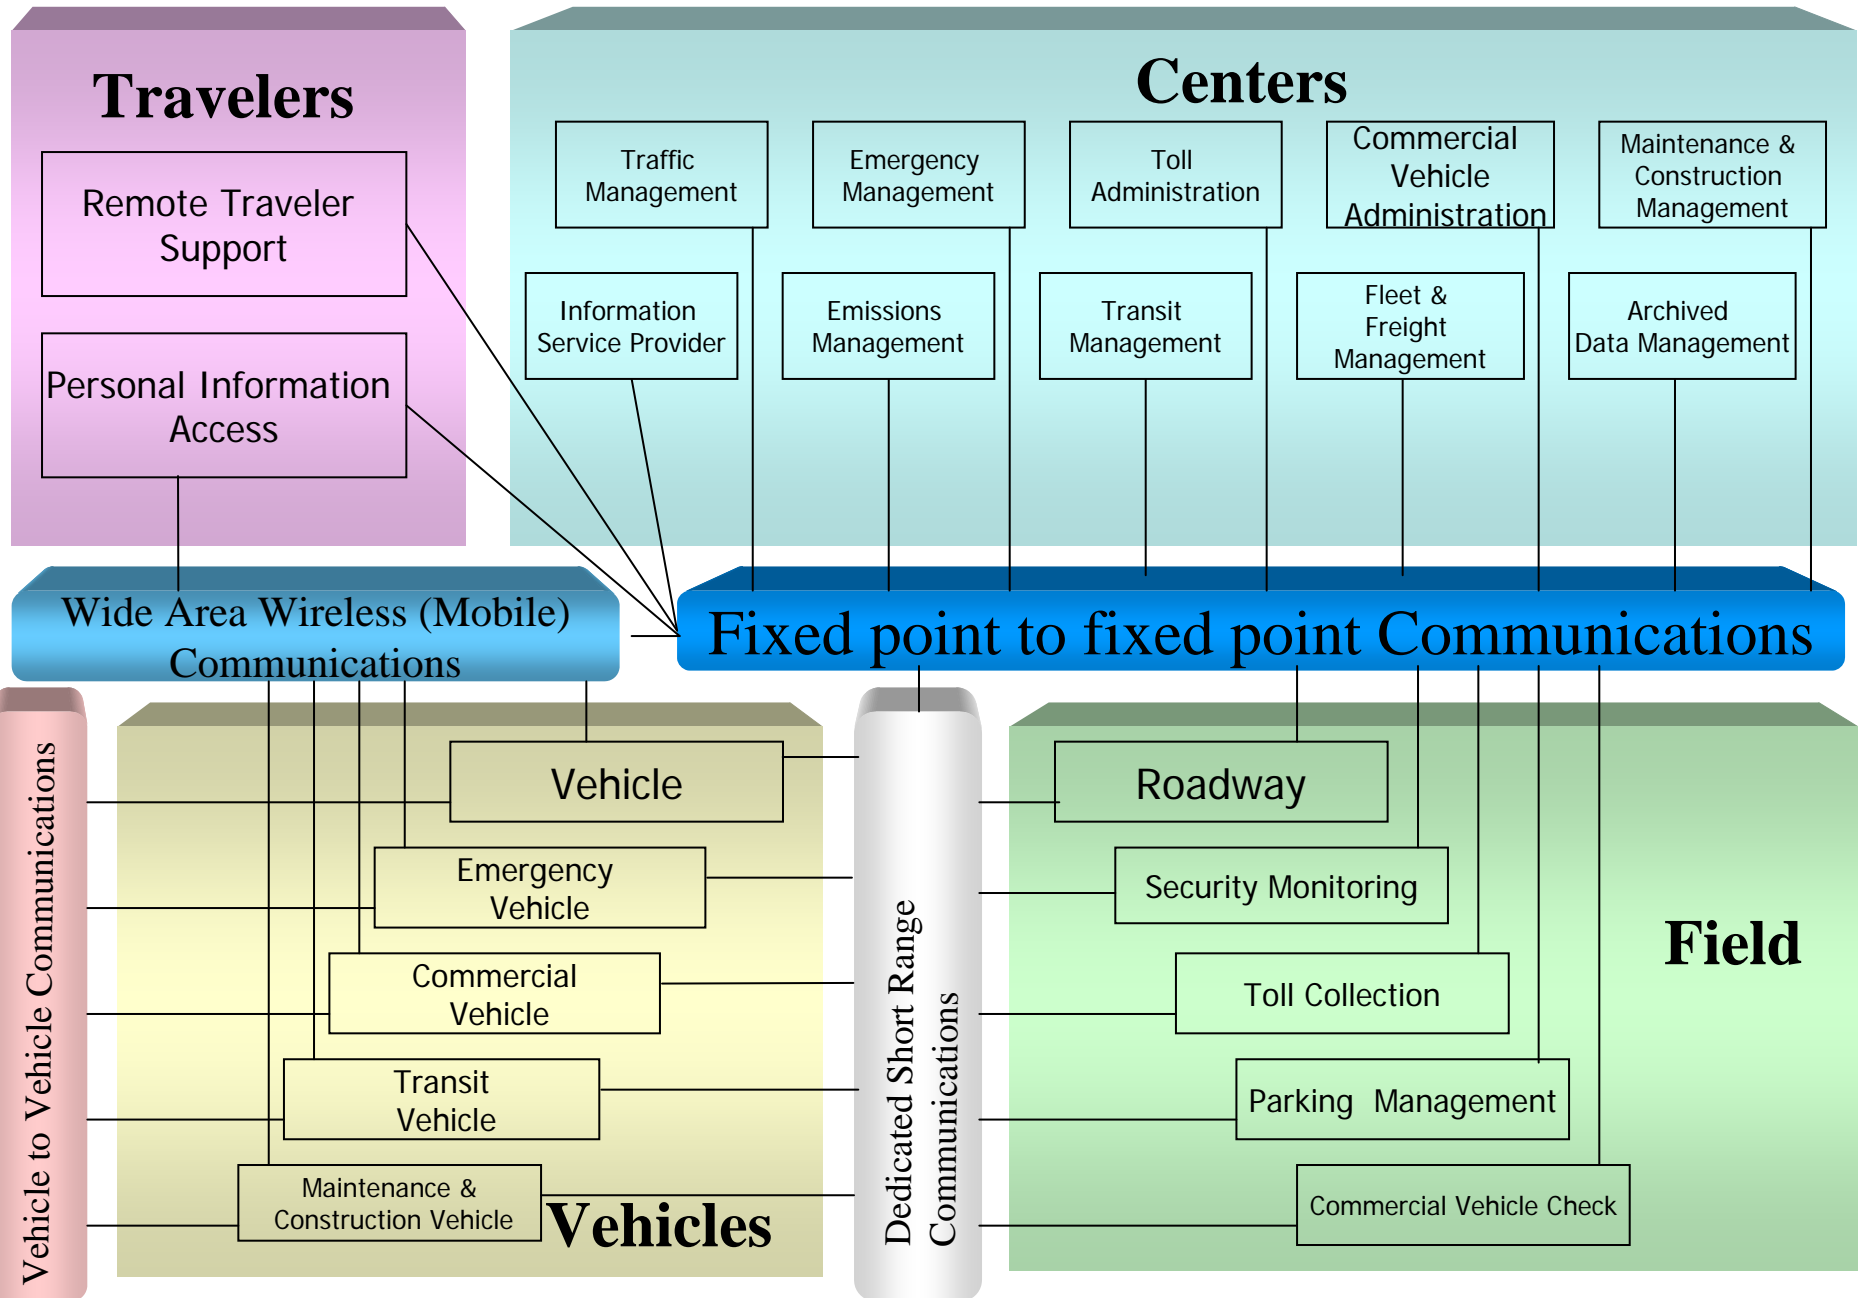 Travelers
Remote Traveler
Support
Personal Information
Access
Centers
Traffic
Management
Emergency
Management
Toll
Administration
Commercial
Vehicle
Administration
Maintenance &
Construction
Management
Information
Service Provider
Emissions
Management
Transit
Management
Fleet &
Freight
Management
Archived
Data Management
Wide Area Wireless (Mobile)
Communications
Fixed point to fixed point Communications
Vehicle to Vehicle Communications
Vehicle
Emergency
Vehicle
Commercial
Vehicle
Transit
Vehicle
Maintenance &
Construction Vehicle
Vehicles
Dedicated Short Range
Communications
Roadway
Security Monitoring
Toll Collection
Parking Management
Commercial Vehicle Check
Field